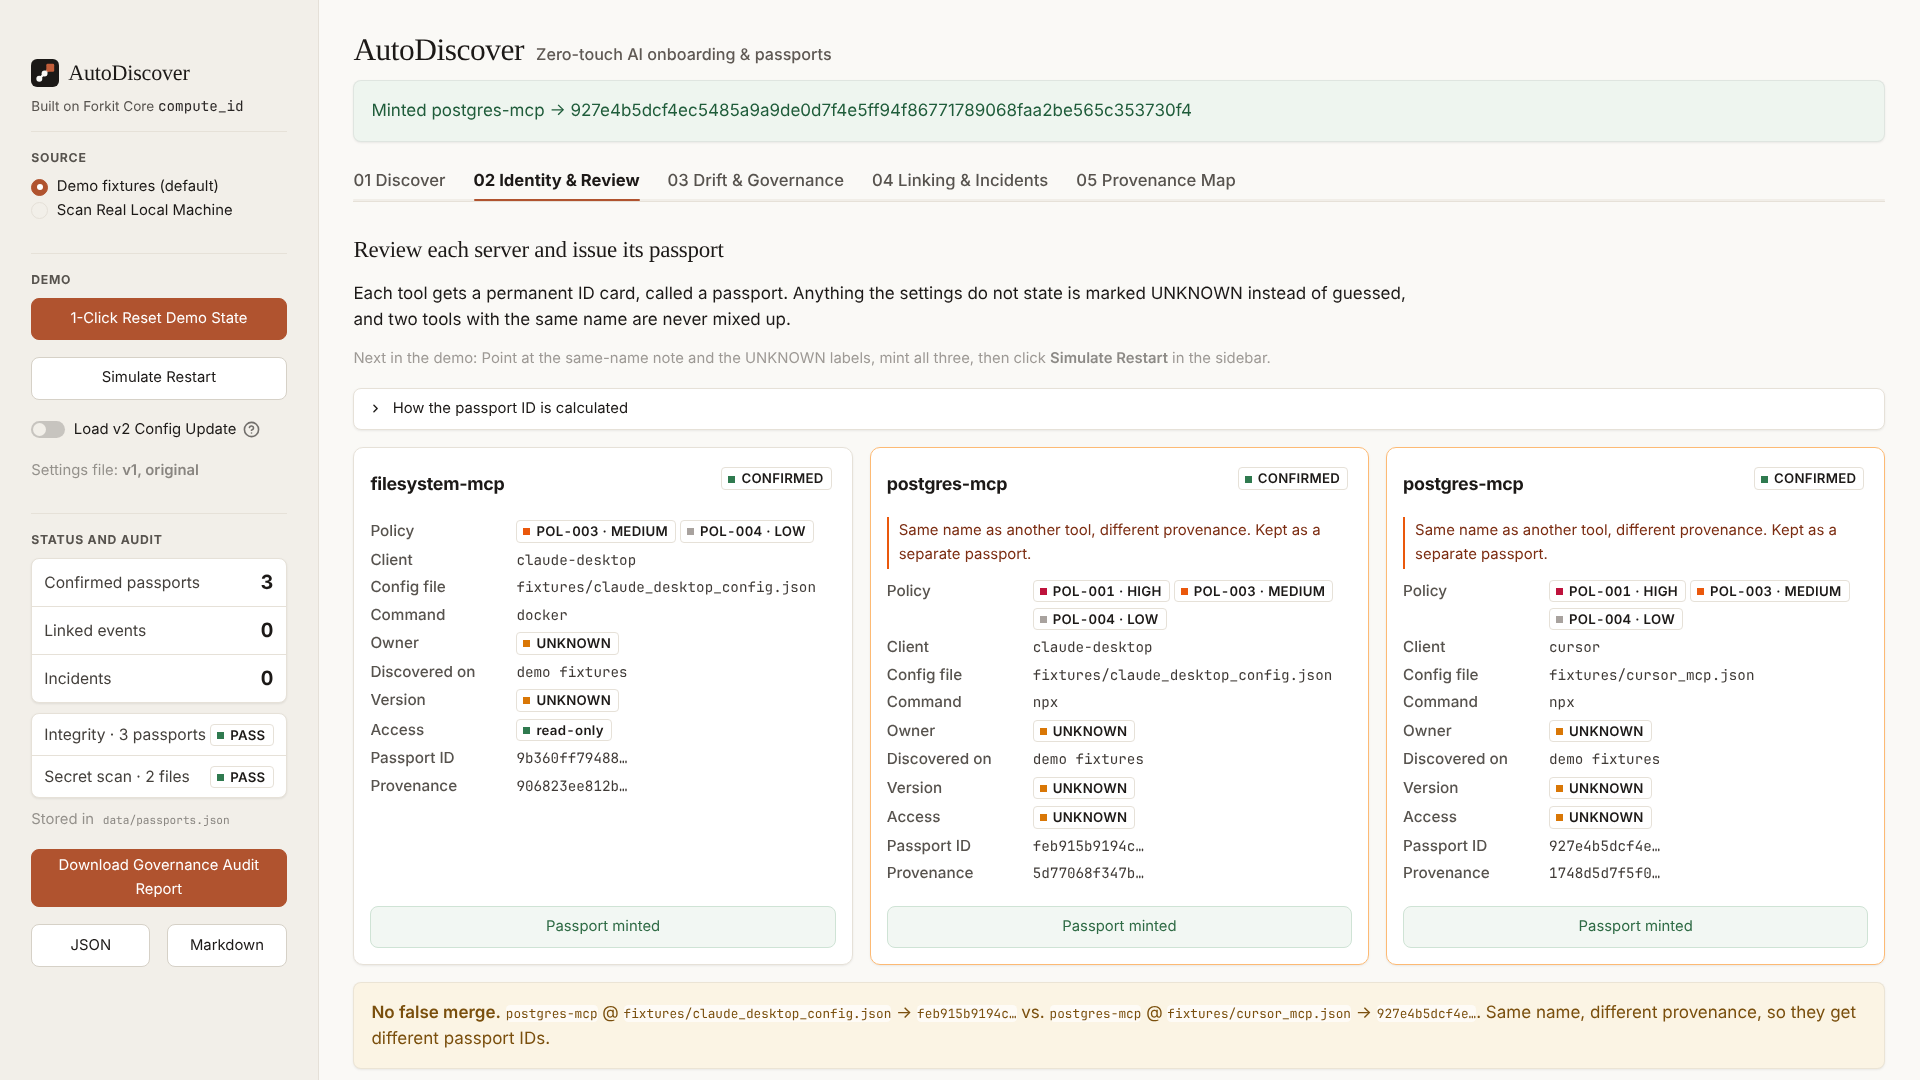 AutoDiscover
Built on Forkit Core compute_id
SOURCE
Demo fixtures (default)
Scan Real Local Machine
DEMO
1-Click Reset Demo State
Simulate Restart
Load v2 Config Update
Settings file: v1, original
STATUS AND AUDIT
Confirmed passports 3
Linked events 0
Incidents 0
Integrity · 3 passports PASS
Secret scan · 2 files PASS
Stored in data/passports.json
Download Governance Audit
Report
JSON Markdown
AutoDiscover Zero-touch AI onboarding & passports
Minted postgres-mcp → 927e4b5dcf4ec5485a9a9de0d7f4e5ff94f86771789068faa2be565c353730f4
01 Discover 02 Identity & Review 03 Drift & Governance 04 Linking & Incidents 05 Provenance Map
Review each server and issue its passport
Each tool gets a permanent ID card, called a passport. Anything the settings do not state is marked UNKNOWN instead of guessed,
and two tools with the same name are never mixed up.
Next in the demo: Point at the same-name note and the UNKNOWN labels, mint all three, then click Simulate Restart in the sidebar.
How the passport ID is calculated
filesystem-mcp CONFIRMED
Policy POL-003 · MEDIUM POL-004 · LOW
Client claude-desktop
Config file fixtures/claude_desktop_config.json
Command docker
Owner UNKNOWN
Discovered on demo fixtures
Version UNKNOWN
Access read-only
Passport ID 9b360ff79488…
Provenance 906823ee812b…
Passport minted
postgres-mcp CONFIRMED
Same name as another tool, different provenance. Kept as a
separate passport.
Policy POL-001 · HIGH POL-003 · MEDIUM
POL-004 · LOW
Client claude-desktop
Config file fixtures/claude_desktop_config.json
Command npx
Owner UNKNOWN
Discovered on demo fixtures
Version UNKNOWN
Access UNKNOWN
Passport ID feb915b9194c…
Provenance 5d77068f347b…
Passport minted
postgres-mcp CONFIRMED
Same name as another tool, different provenance. Kept as a
separate passport.
Policy POL-001 · HIGH POL-003 · MEDIUM
POL-004 · LOW
Client cursor
Config file fixtures/cursor_mcp.json
Command npx
Owner UNKNOWN
Discovered on demo fixtures
Version UNKNOWN
Access UNKNOWN
Passport ID 927e4b5dcf4e…
Provenance 1748d5d7f5f0…
Passport minted
No false merge. postgres-mcp @ fixtures/claude_desktop_config.json → feb915b9194c… vs. postgres-mcp @ fixtures/cursor_mcp.json → 927e4b5dcf4e…. Same name, different provenance, so they get
different passport IDs.